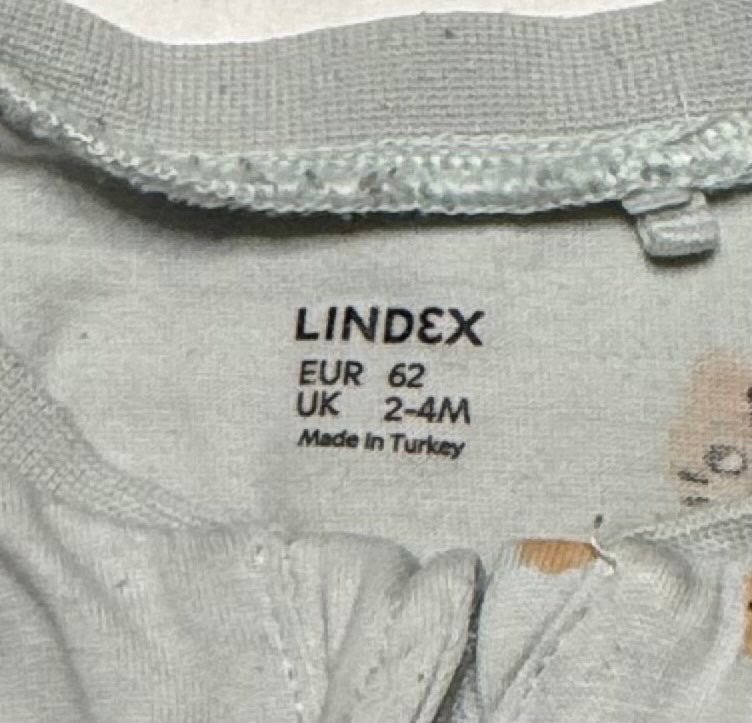 LINDEX
EUR 62
UK 2-4M
Made in Turkey